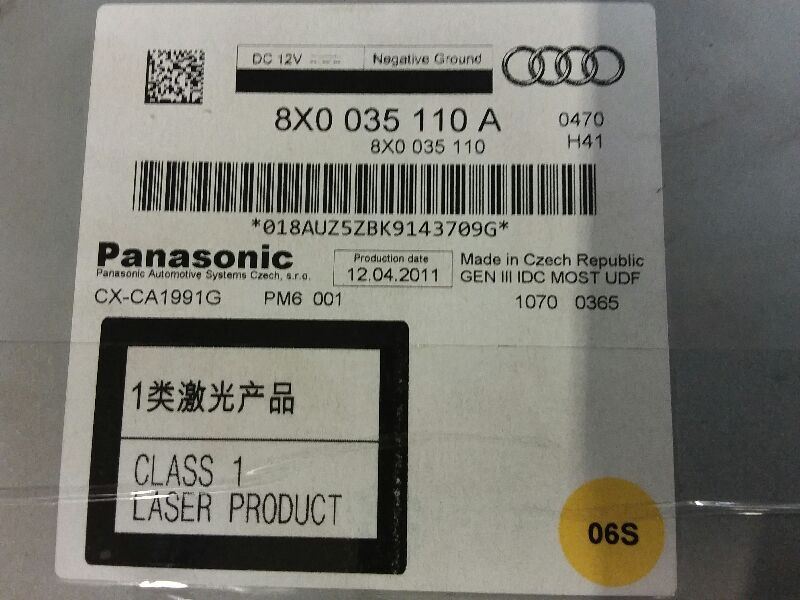 DC 12V Negative Ground
8X0 035 110 A
0470
8X0 035 110
H41
*018AUZ5ZBK9143709G*
Panasonic
Panasonic Automotive Systems Czech, s.r.o.
Production date
12.04.2011
Made in Czech Republic
GEN III IDC MOST UDF
CX-CA1991G PM6 001
1070 0365
1类激光产品
CLASS 1
LASER PRODUCT
06S